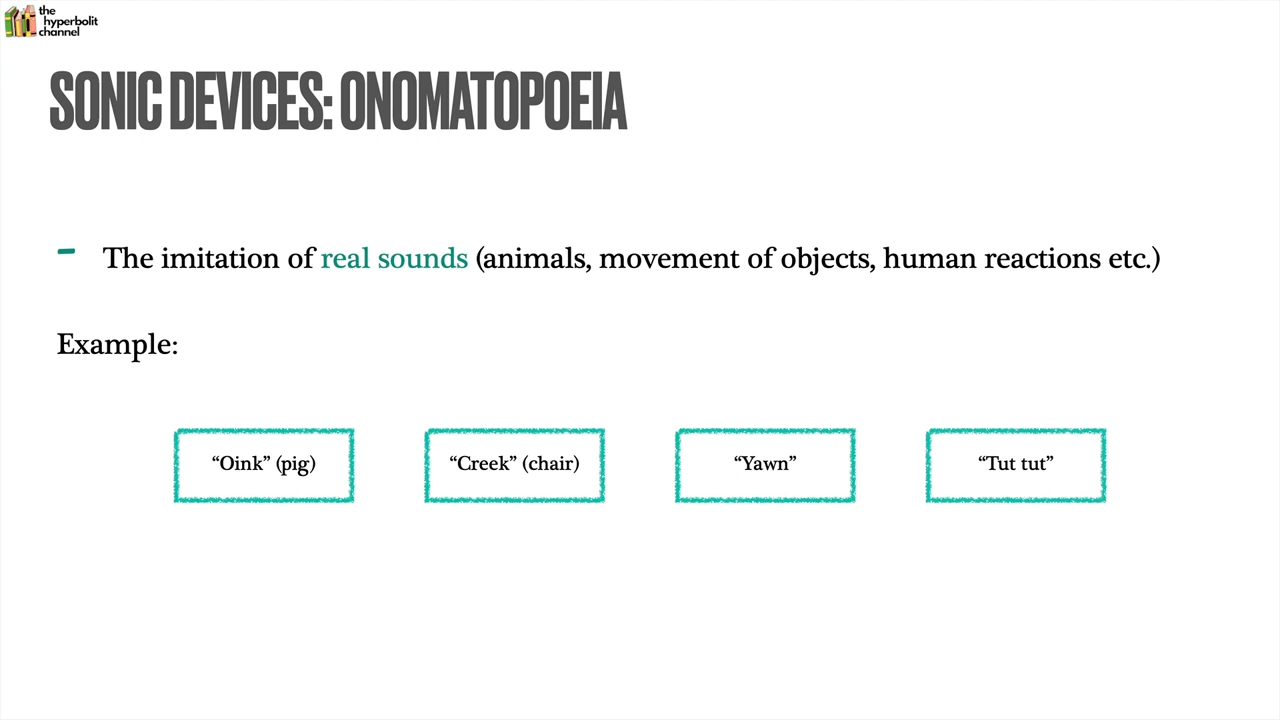 the
hyperbolit
channel
SONIC DEVICES: ONOMATOPOEIA
- The imitation of real sounds (animals, movement of objects, human reactions etc.)
Example:
“Oink” (pig)
“Creek” (chair)
“Yawn”
“Tut tut”